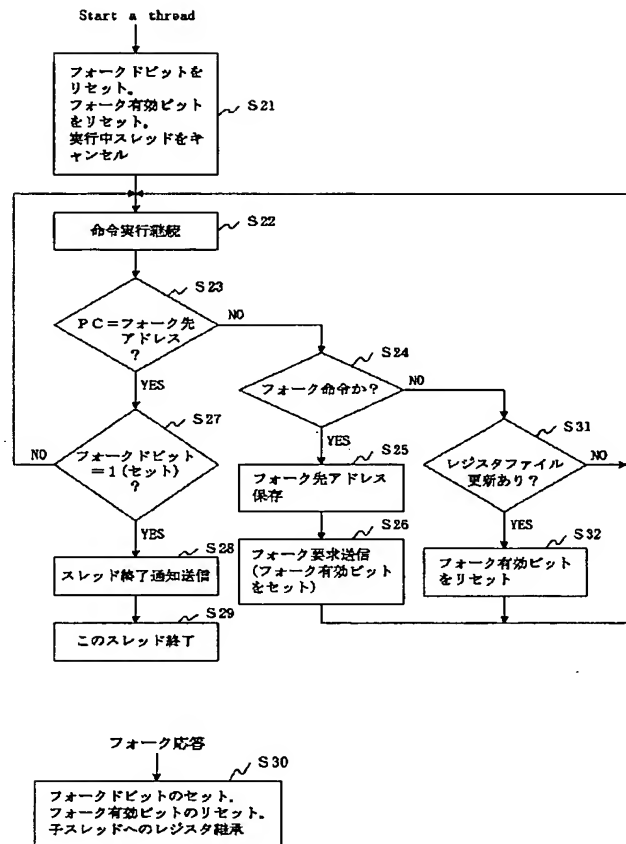 Start a thread
フォークドビットを
リセット。
フォーク有効ビット
をリセット。
実行中スレッドをキ
ャンセル
S21
S22
命令実行継続
S23
PC=フォーク先
アドレス
?
NO
YES
S24
フォーク命令か?
NO
YES
S27
フォークドビット
=1(セット)
?
NO
YES
S25
フォーク先アドレス
保存
S31
レジスタファイル
更新あり?
NO
YES
S26
フォーク要求送信
(フォーク有効ビット
をセット)
S32
フォーク有効ビット
をリセット
S28
スレッド終了通知送信
S29
このスレッド終了
フォーク応答
S30
フォークドビットのセット.
フォーク有効ビットのリセット.
子スレッドへのレジスタ継承